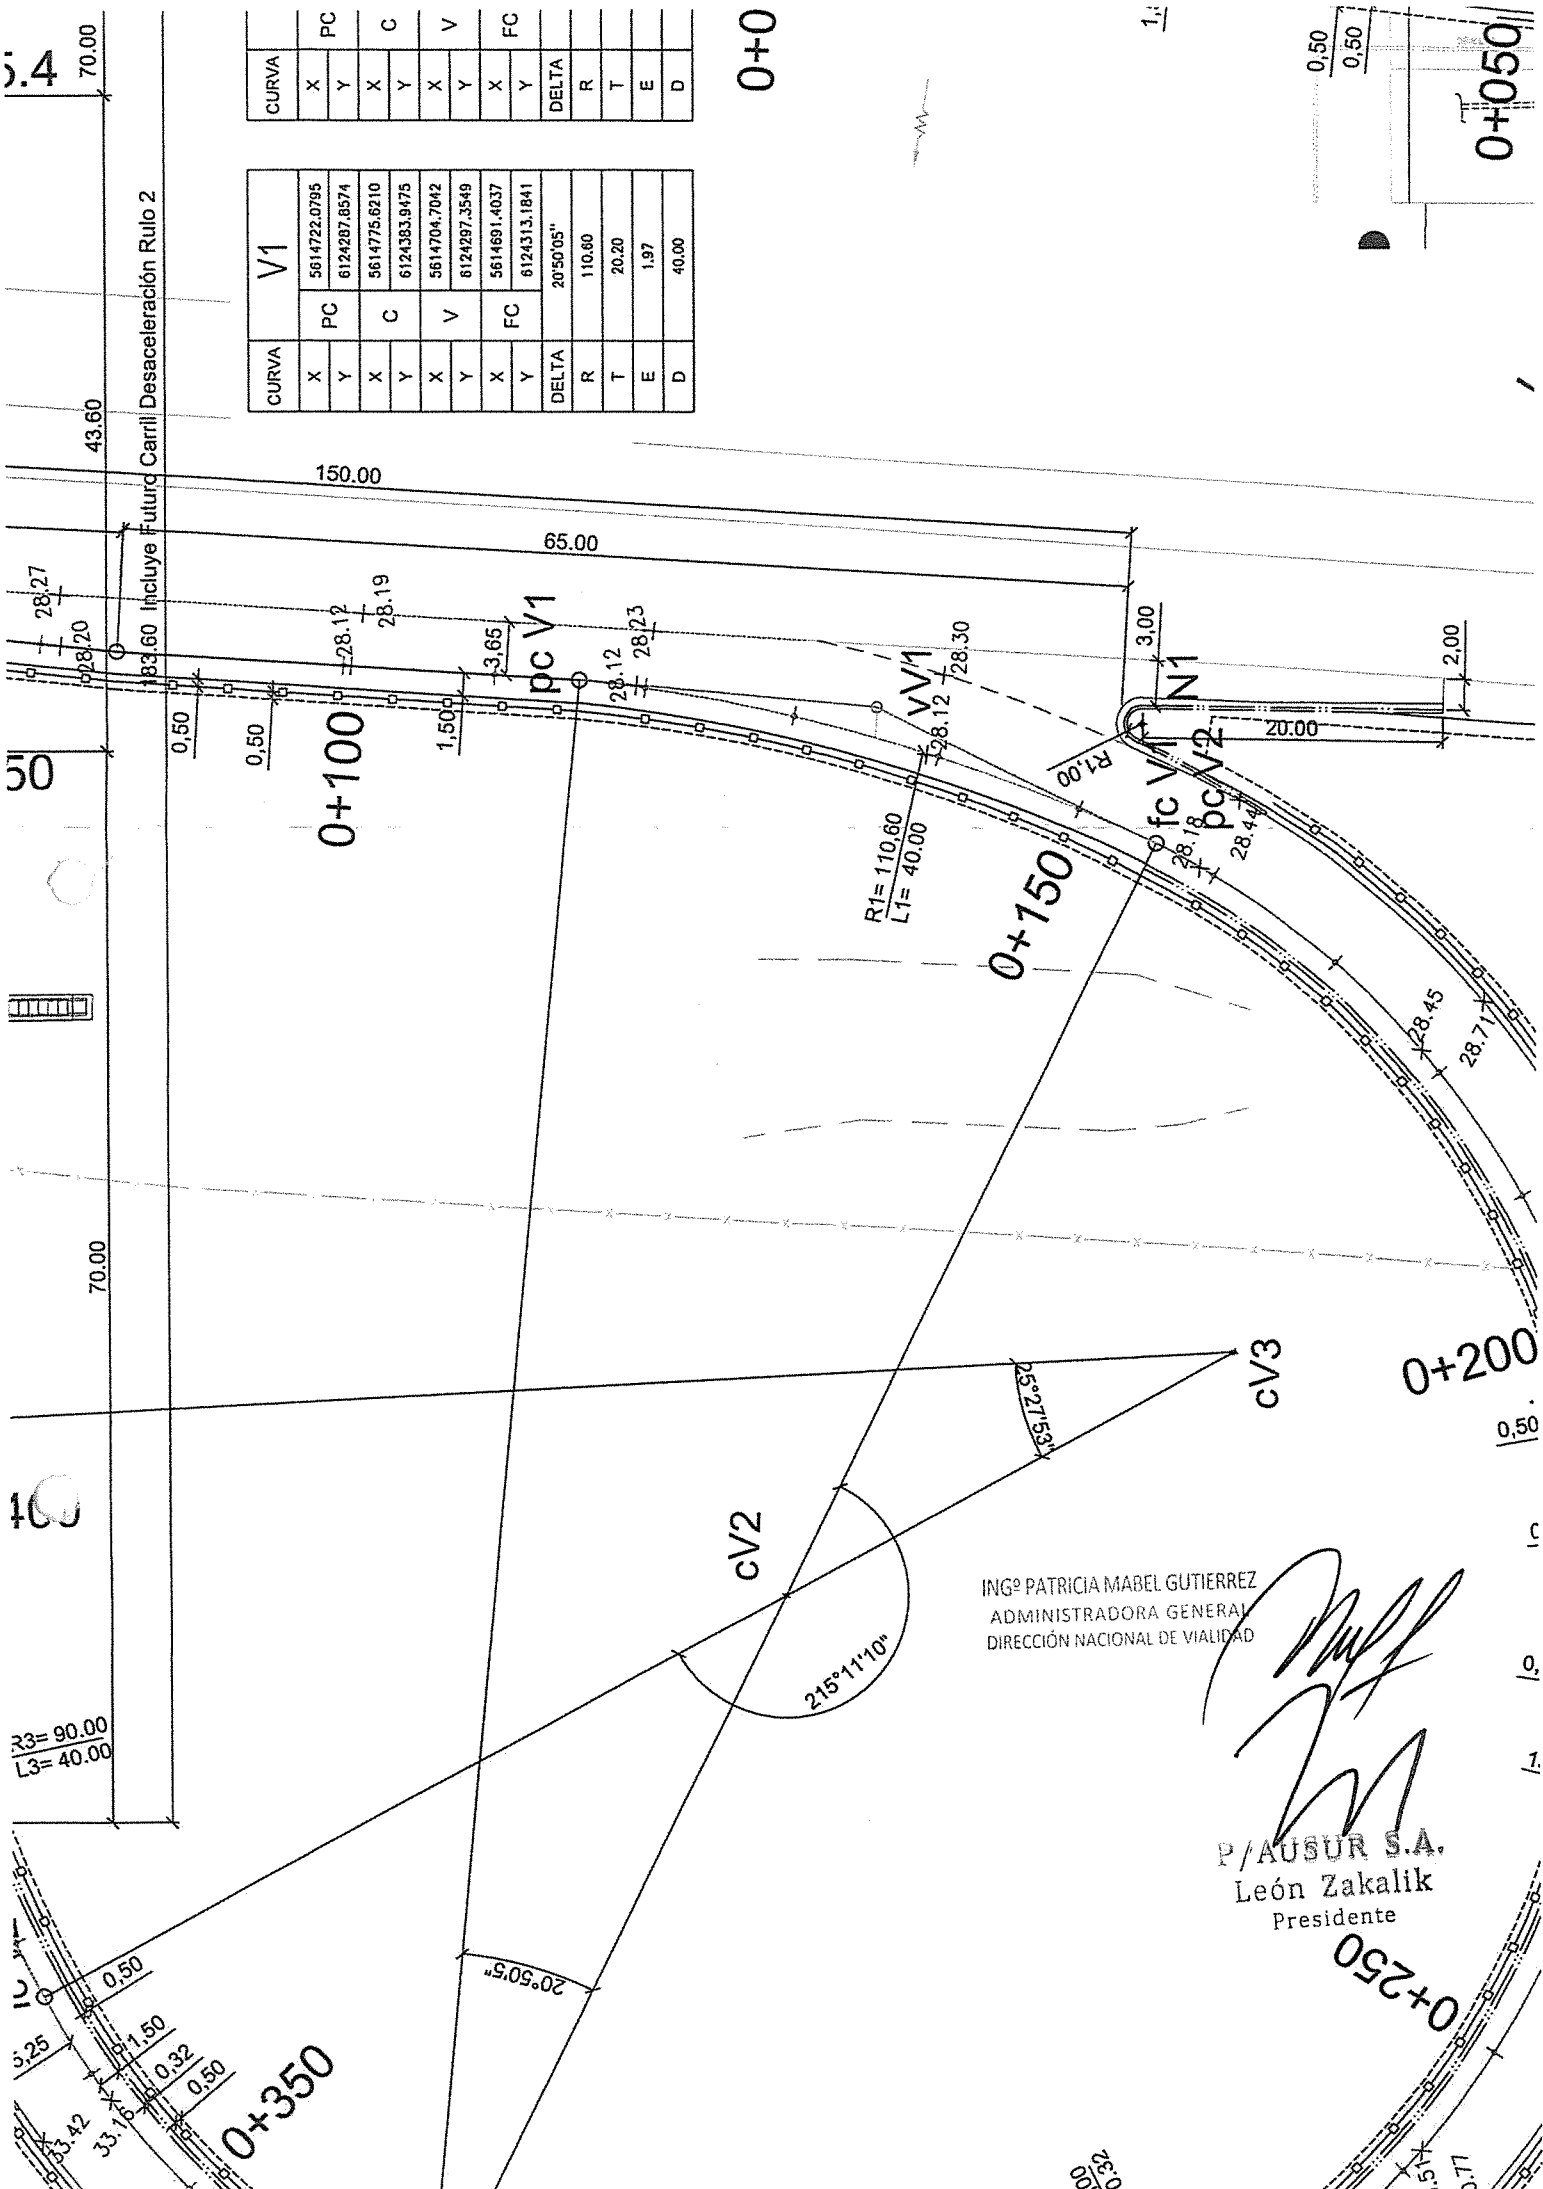 70.00
CURVA
X PC
Y
X C
Y
X V
Y
X FC
Y
DELTA
R
T
E
D
0+0
0,50
0,50
0+050
CURVA V1
X PC 5614722.0795
Y 6124287.8574
X C 5614775.6210
Y 6124383.9475
X V 5614704.7042
Y 6124297.3549
X FC 5614691.4037
Y 6124313.1841
DELTA 20°50'05"
R 110.60
T 20.20
E 1.97
D 40.00
43.60
183.60 Incluye Futuro Carril Desaceleración Rulo 2
150.00
65.00
28.27
28.20
28.12
28.19
3,65
pc V1
28.12
28.23
vV1
28.12
28.30
3,00
N1
2,00
20.00
R1,00
fc V1
pc V2
28.18
28.44
0,50
0,50
1,50
0+100
50
R1= 110,60
L1= 40.00
0+150
28.45
28.71
70.00
25°27'53"
cV3
0+200
0,50
cV2
215°11'10"
INGº PATRICIA MABEL GUTIERREZ
ADMINISTRADORA GENERAL
DIRECCIÓN NACIONAL DE VIALIDAD
R3= 90.00
L3= 40.00
P/AUSUR S.A.
León Zakalik
Presidente
0+250
20°50'5"
0,50
1,50
0,32
0,50
33.42
33.16
0+350
0.32